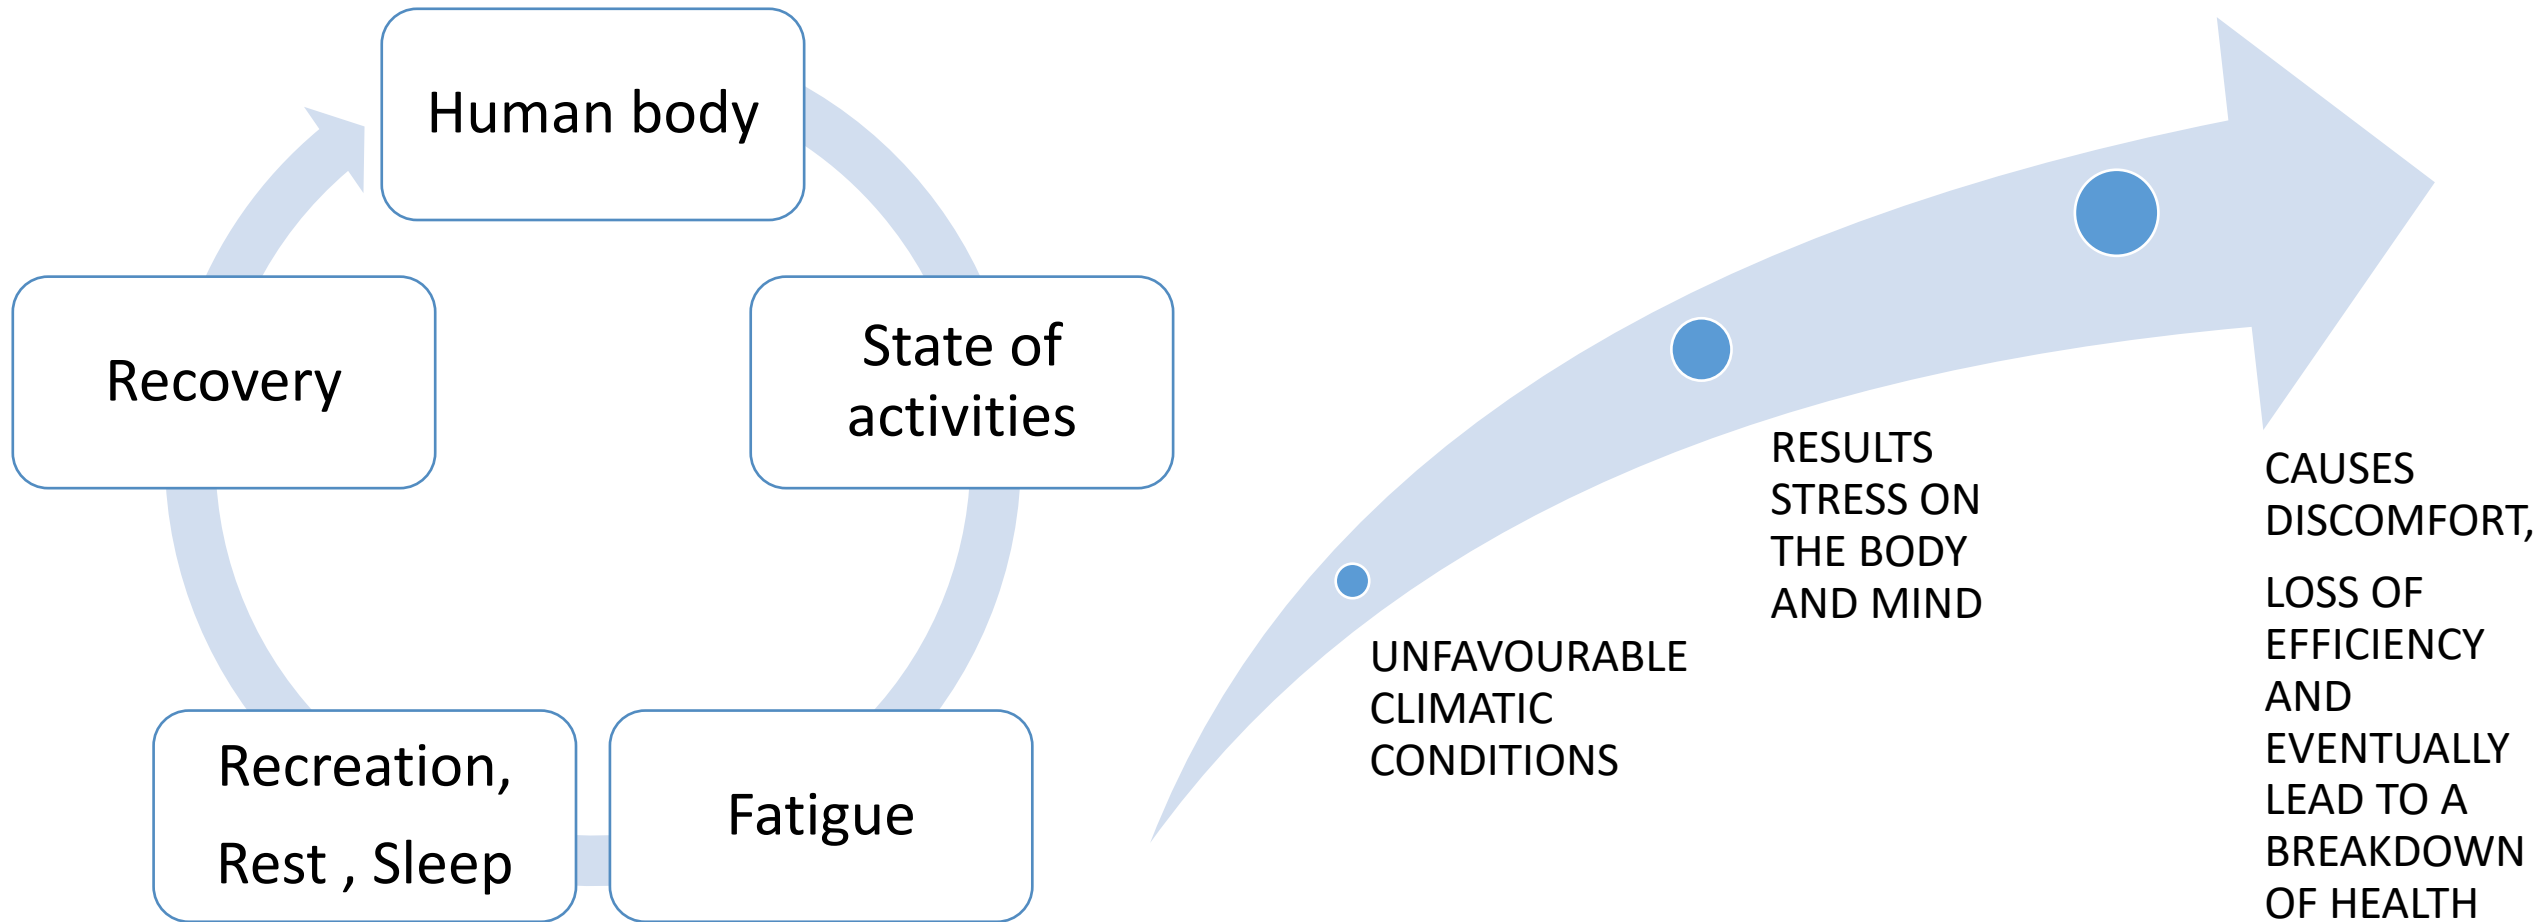 Human body
State of
activities
Fatigue
Recreation,
Rest , Sleep
Recovery
UNFAVOURABLE
CLIMATIC
CONDITIONS
RESULTS
STRESS ON
THE BODY
AND MIND
CAUSES
DISCOMFORT,
LOSS OF
EFFICIENCY
AND
EVENTUALLY
LEAD TO A
BREAKDOWN
OF HEALTH